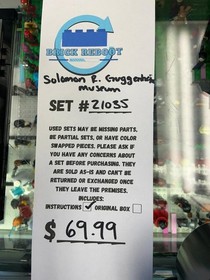 BRICK REBOOT
Solomon R. Guggenheim
Museum
SET #21035
USED SETS MAY BE MISSING PARTS,
BE PARTIAL SETS, OR HAVE COLOR
SWAPPED PIECES. PLEASE ASK IF
YOU HAVE ANY CONCERNS ABOUT
A SET BEFORE PURCHASING. THEY
ARE SOLD AS-IS AND CAN'T BE
RETURNED OR EXCHANGED ONCE
THEY LEAVE THE PREMISES.
INCLUDES:
INSTRUCTIONS ✓ ORIGINAL BOX
$ 69.99